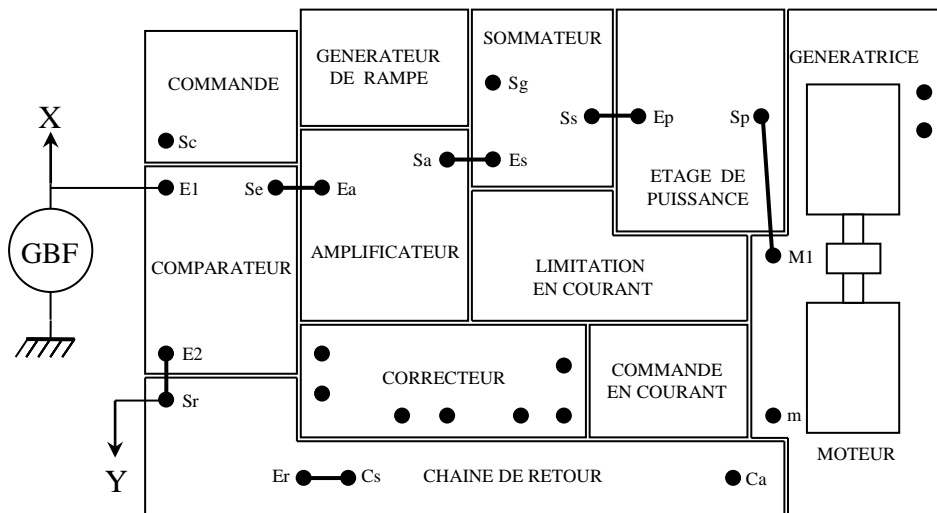 COMMANDE
Sc
GENERATEUR
DE RAMPE
SOMMATEUR
Sg
Ss
Ep
Sp
GENERATRICE
X
E1
Se
Ea
Sa
Es
ETAGE DE
PUISSANCE
GBF
COMPARATEUR
AMPLIFICATEUR
LIMITATION
EN COURANT
M1
E2
Sr
CORRECTEUR
COMMANDE
EN COURANT
m
MOTEUR
Y
Er
Cs
CHAINE DE RETOUR
Ca